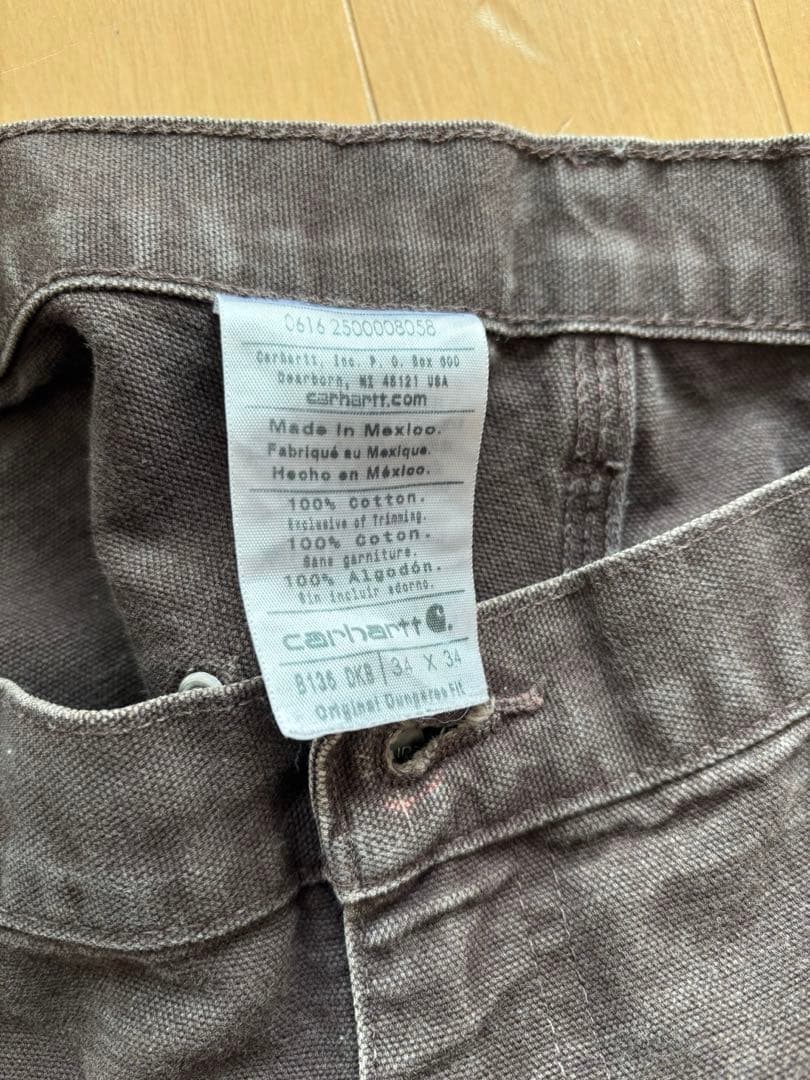 0616 2500008058
Carhartt, Inc. P. O. Box 600
Dearborn, MI 48121 USA
carhartt.com
Made in Mexico.
Fabriqué au Mexique.
Hecho en México.
100% Cotton.
Exclusive of Trimming.
100% Coton.
Sans garniture.
100% Algodón.
Sin incluir adorno.
carhartt
B136 DKB 34 X 34
Original Dungaree Fit